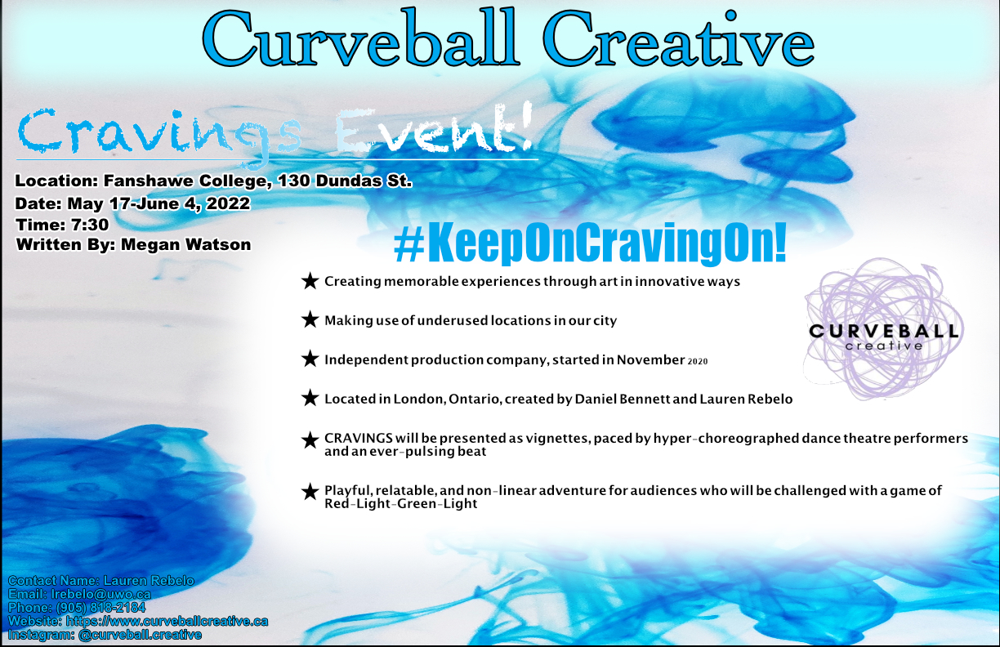 Curveball Creative
Cravings Event!
Location: Fanshawe College, 130 Dundas St.
Date: May 17-June 4, 2022
Time: 7:30
Written By: Megan Watson
#KeepOnCravingOn!
★ Creating memorable experiences through art in innovative ways
★ Making use of underused locations in our city
★ Independent production company, started in November 2020
★ Located in London, Ontario, created by Daniel Bennett and Lauren Rebelo
★ CRAVINGS will be presented as vignettes, paced by hyper-choreographed dance theatre performers
and an ever-pulsing beat
★ Playful, relatable, and non-linear adventure for audiences who will be challenged with a game of
Red-Light-Green-Light
CURVEBALL
creative
Contact Name: Lauren Rebelo
Email: lrebelo@uwo.ca
Phone: (905) 818-2184
Website: https://www.curveballcreative.ca
Instagram: @curveball.creative